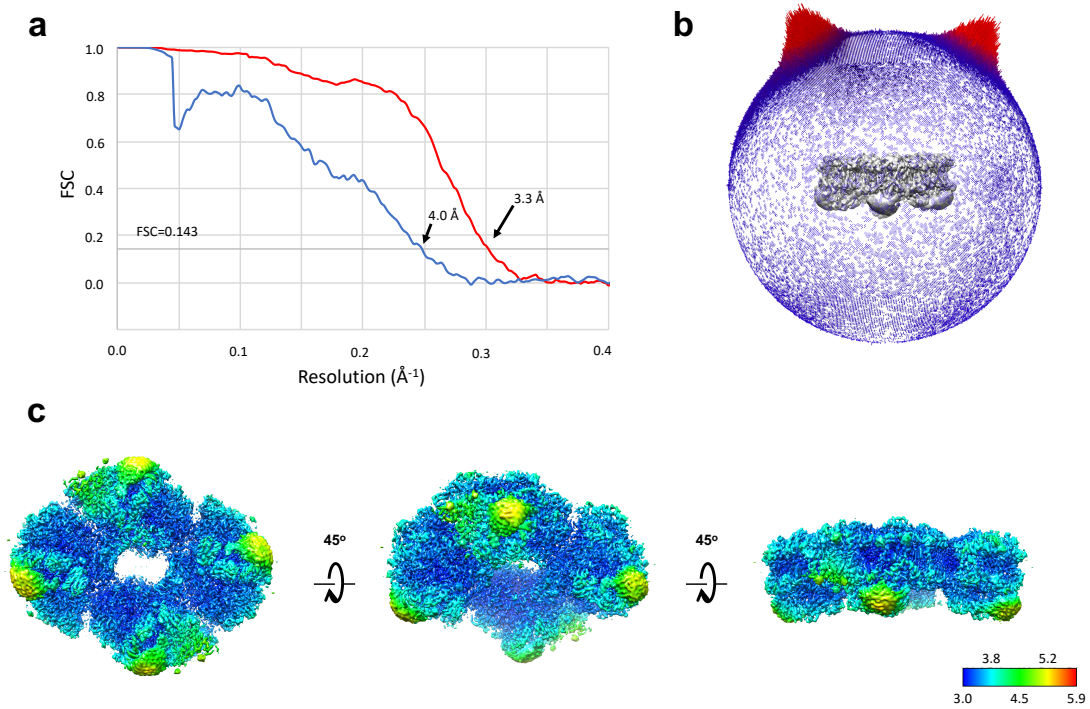 a
1.0
0.8
0.6
0.4
0.2
0.0
FSC
FSC=0.143
4.0 Å
3.3 Å
0.0 0.1 0.2 0.3 0.4
Resolution (Å⁻¹)
b
c
45º
45º
3.8 5.2
3.0 4.5 5.9